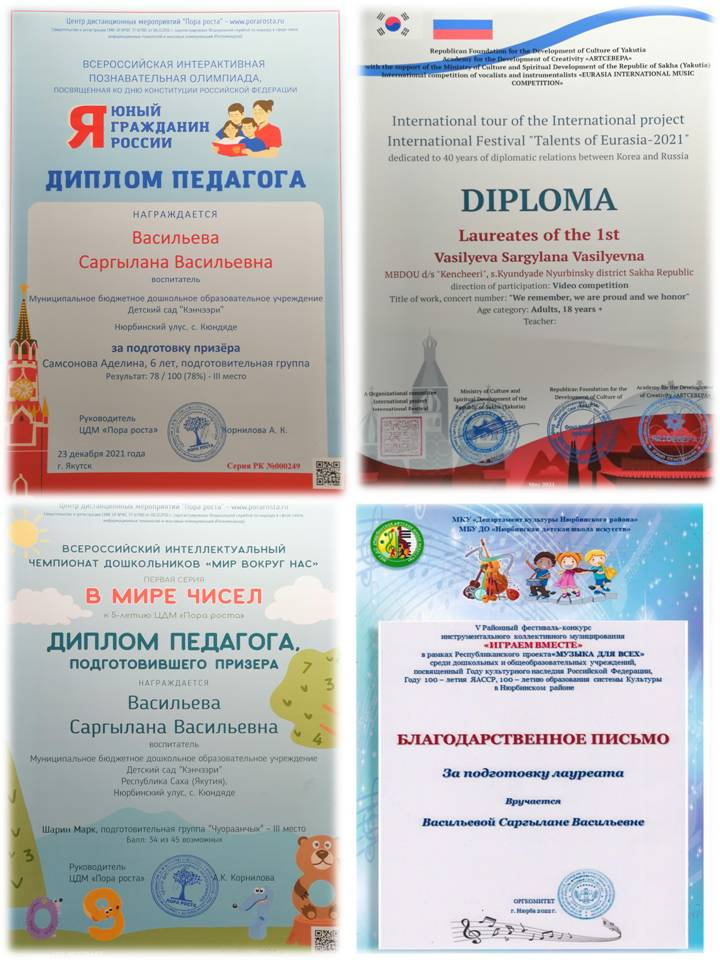 Центр дистанционных мероприятий "Пора роста" - www.porarosta.ru
ВСЕРОССИЙСКАЯ ИНТЕРАКТИВНАЯ
ПОЗНАВАТЕЛЬНАЯ ОЛИМПИАДА,
ПОСВЯЩЕННАЯ КО ДНЮ КОНСТИТУЦИИ РОССИЙСКОЙ ФЕДЕРАЦИИ
Я ЮНЫЙ
ГРАЖДАНИН
РОССИИ
ДИПЛОМ ПЕДАГОГА
НАГРАЖДАЕТСЯ
Васильева
Саргылана Васильевна
воспитатель
Муниципальное бюджетное дошкольное образовательное учреждение
Детский сад "Кэнчээри"
Нюрбинский улус, с. Кюндяде
за подготовку призёра
Самсонова Аделина, 6 лет, подготовительная группа
Результат: 78 / 100 (78%) - III место
Руководитель
ЦДМ «Пора роста»
Корнилова А. К.
ПОРА РОСТА
23 декабря 2021 года
г. Якутск
Серия РК №000249
Republican Foundation for the Development of Culture of Yakutia
Academy for the Development of Creativity «ARTСЕВЕРА»
with the support of the Ministry of Culture and Spiritual Development of the Republic of Sakha (Yakutia)
International competition of vocalists and instrumentalists «EURASIA INTERNATIONAL MUSIC
COMPETITION»
International tour of the International project
International Festival "Talents of Eurasia-2021"
dedicated to 40 years of diplomatic relations between Korea and Russia
DIPLOMA
Laureates of the 1st
Vasilyeva Sargylana Vasilyevna
MBDOU d/s "Kencheeri", s.Kyundyade Nyurbinsky district Sakha Republic
direction of participation: Video competition
Title of work, concert number: "We remember, we are proud and we honor"
Age category: Adults, 18 years +
Teacher:
A Organizational committee
International project
International Festival
Ministry of Culture and
Spiritual Development of the
Republic of Sakha (Yakutia)
Republican Foundation for the
Development of Culture of
Academy for the Development
of Creativity «ARTСЕВЕРА»
АРТСЕВЕРА
May 2021
Центр дистанционных мероприятий "Пора роста" - www.porarosta.ru
ВСЕРОССИЙСКИЙ ИНТЕЛЛЕКТУАЛЬНЫЙ
ЧЕМПИОНАТ ДОШКОЛЬНИКОВ «МИР ВОКРУГ НАС»
ПЕРВАЯ СЕРИЯ
В МИРЕ ЧИСЕЛ
к 5-летию ЦДМ «Пора роста»
ДИПЛОМ ПЕДАГОГА,
ПОДГОТОВИВШЕГО ПРИЗЕРА
НАГРАЖДАЕТСЯ
Васильева
Саргылана Васильевна
воспитатель
Муниципальное бюджетное дошкольное образовательное учреждение
Детский сад "Кэнчээри"
Республика Саха (Якутия),
Нюрбинский улус, с. Кюндяде
Шарин Марк, подготовительная группа "Чуораанчык" – III место
Балл: 34 из 45 возможных
Руководитель
ЦДМ «Пора роста»
А.К. Корнилова
ПОРА РОСТА
МКУ «Департамент культуры Нюрбинского района»
МБУ ДО «Нюрбинская детская школа искусств»
V Районный фестиваль-конкурс
инструментального коллективного музицирования
«ИГРАЕМ ВМЕСТЕ»
в рамках Республиканского проекта«МУЗЫКА ДЛЯ ВСЕХ»
среди дошкольных и общеобразовательных учреждений,
посвященный Году культурного наследия Российской Федерации,
Году 100 – летия ЯАССР, 100 – летию образования системы Культуры
в Нюрбинском районе
БЛАГОДАРСТВЕННОЕ ПИСЬМО
За подготовку лауреата
Вручается
Васильевой Саргылане Васильевне
ОРГКОМИТЕТ
г. Нюрба 2022 г.